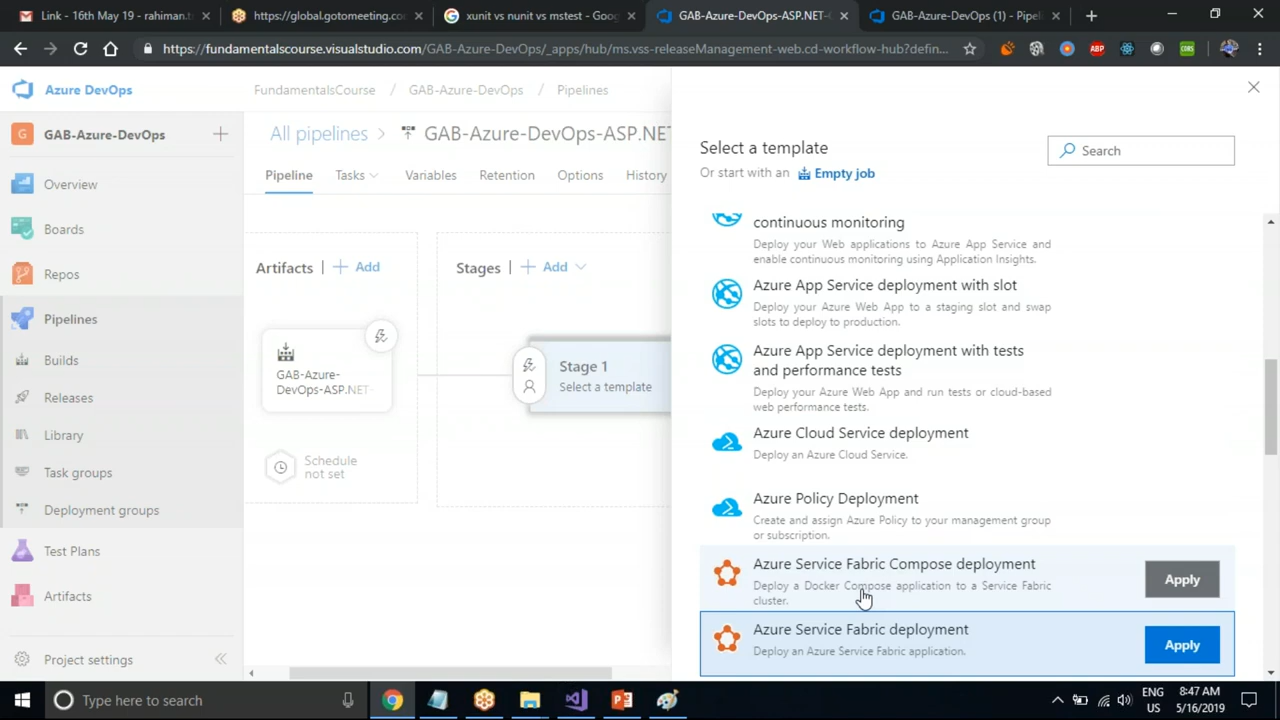 Link - 16th May 19 - rahiman.t
https://global.gotomeeting.co
xunit vs nunit vs mstest - Goog
GAB-Azure-DevOps-ASP.NET-
GAB-Azure-DevOps (1) - Pipel
https://fundamentalscourse.visualstudio.com/GAB-Azure-DevOps/_apps/hub/ms.vss-releaseManagement-web.cd-workflow-hub?defin...
ABP
CORS
Azure DevOps
FundamentalsCourse / GAB-Azure-DevOps / Pipelines
G
GAB-Azure-DevOps
All pipelines > GAB-Azure-DevOps-ASP.NET
Pipeline
Tasks
Variables
Retention
Options
History
Overview
Boards
Repos
Pipelines
Builds
Releases
Library
Task groups
Deployment groups
Test Plans
Artifacts
Project settings
Artifacts | + Add
Stages | + Add
GAB-Azure-
DevOps-ASP.NET-
Schedule
not set
Stage 1
Select a template
Select a template
Or start with an Empty job
Search
continuous monitoring
Deploy your Web applications to Azure App Service and
enable continuous monitoring using Application Insights.
Azure App Service deployment with slot
Deploy your Azure Web App to a staging slot and swap
slots to deploy to production.
Azure App Service deployment with tests
and performance tests
Deploy your Azure Web App and run tests or cloud-based
web performance tests.
Azure Cloud Service deployment
Deploy an Azure Cloud Service.
Azure Policy Deployment
Create and assign Azure Policy to your management group
or subscription.
Azure Service Fabric Compose deployment
Deploy a Docker Compose application to a Service Fabric
cluster.
Apply
Azure Service Fabric deployment
Deploy an Azure Service Fabric application.
Apply
Type here to search
ENG
US
8:47 AM
5/16/2019